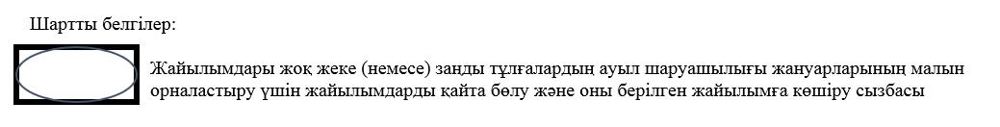 Шартты белгілер:
Жайылымдары жоқ жеке (немесе) заңды тұлғалардың ауыл шаруашылығы жануарларының малын
орналастыру үшін жайылымдарды қайта бөлу және оны берілген жайылымға көшіру сызбасы